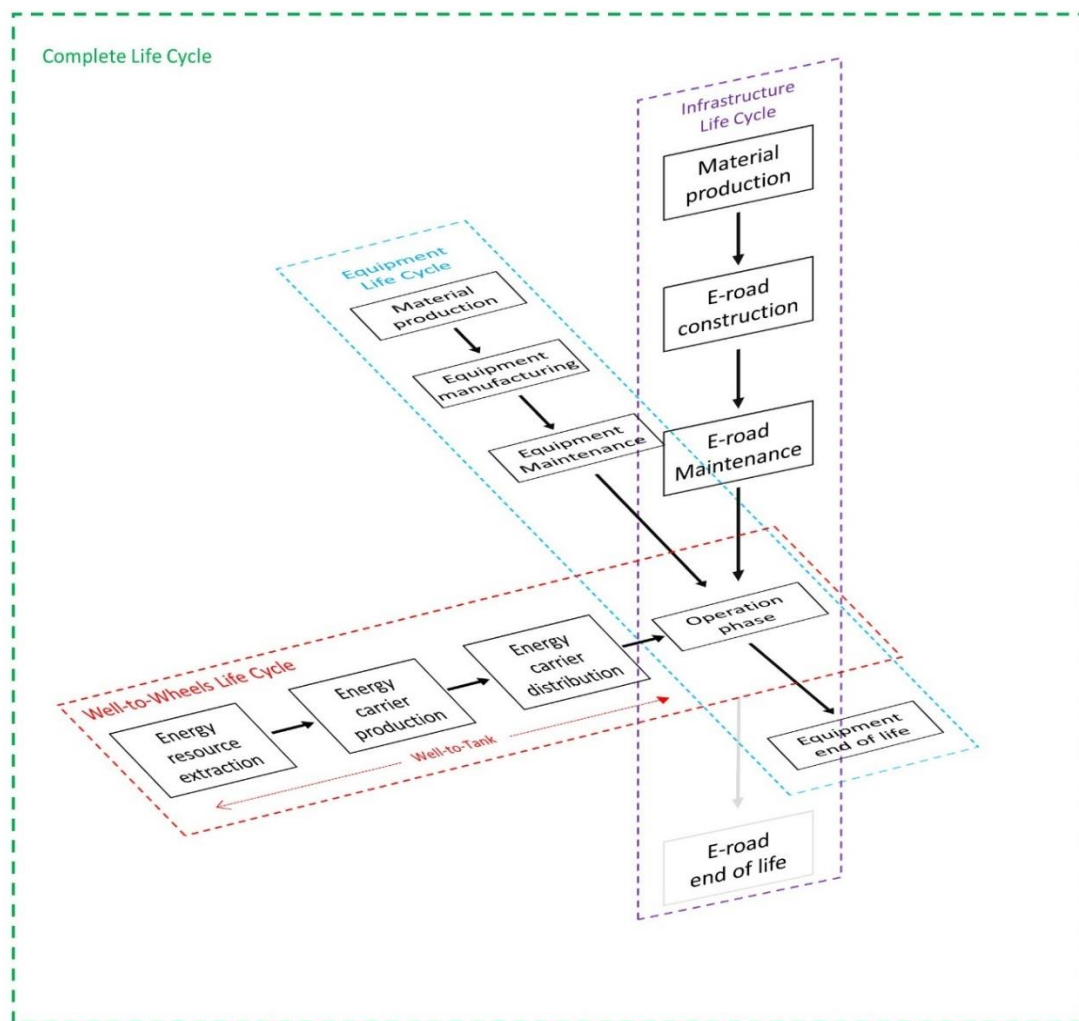 Complete Life Cycle
Infrastructure
Life Cycle
Material
production
E-road
construction
E-road
Maintenance
Equipment
Life Cycle
Material
production
Equipment
manufacturing
Equipment
Maintenance
Operation
phase
Well-to-Wheels Life Cycle
Energy
resource
extraction
Energy
carrier
production
Energy
carrier
distribution
Well-to-Tank
Equipment
end of life
E-road
end of life